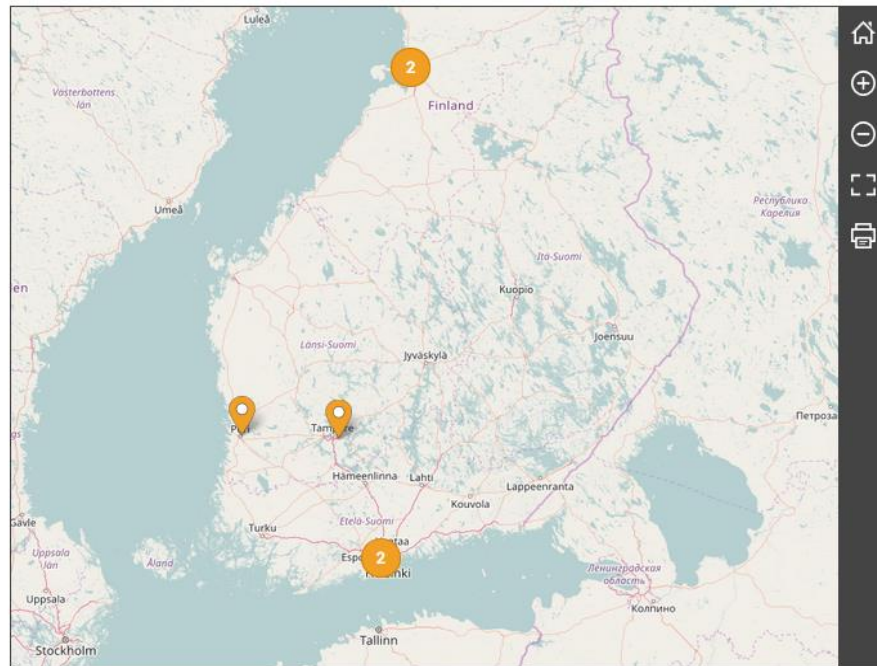 Luleå
2
Finland
Västerbottens
län
Umeå
Республика
Карелия
Itä-Suomi
Kuopio
Joensuu
Länsi-Suomi
Jyväskylä
en
Tampere
Петроза
Hämeenlinna
Lahti
Lappeenranta
Kouvola
Gävle
Turku
Etelä-Suomi
2
Uppsala
län
Åland
Ленинградская
область
Uppsala
Колпино
Tallinn
Stockholm